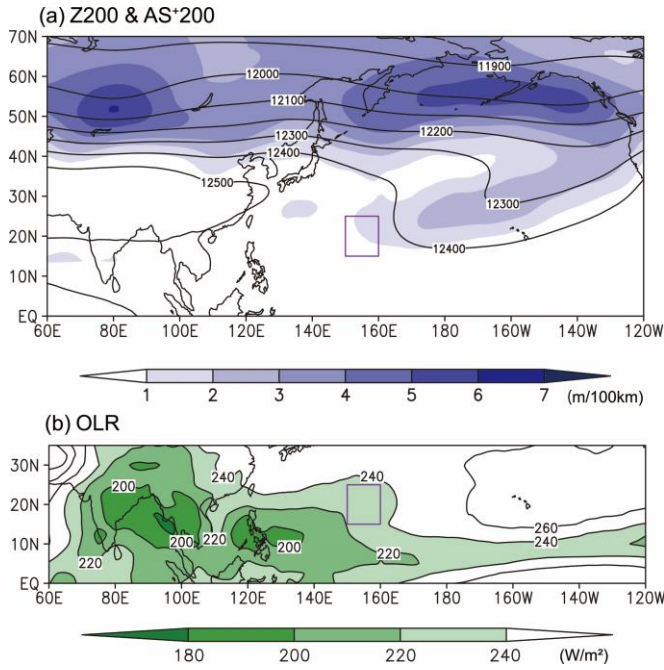 (a) Z200 & AS⁺200
70N
60N
50N
40N
30N
20N
10N
EQ
11900
12000
12100
12200
12300
12400
12500
12300
12400
60E 80E 100E 120E 140E 160E 180 160W 140W 120W
1 2 3 4 5 6 7 (m/100km)
(b) OLR
30N
20N
10N
EQ
240 240
200
260
220 200 220 200 220 240
60E 80E 100E 120E 140E 160E 180 160W 140W 120W
180 200 220 240 (W/m²)